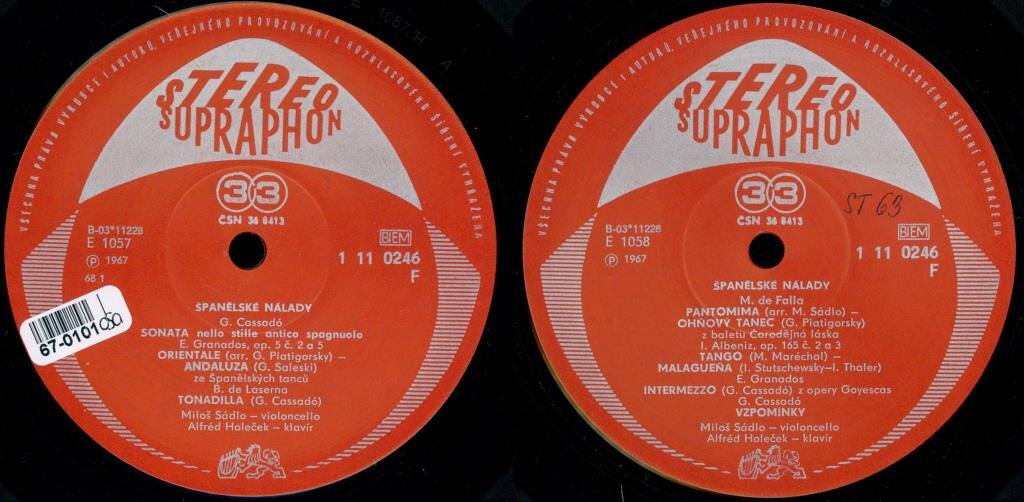 E 1057 H
A
VŠECHNA PRÁVA VÝROBCE I AUTORŮ, VEŘEJNÉHO PROVOZOVÁNÍ A ROZHLASOVÉHO ŠÍŘENÍ VYHRAŽENA
STEREO
SUPRAPHON
33
ČSN 36 8413
B-03*11228
E 1057
Ⓟ 1967
68 1
BIEM
1 11 0246
F
67-0101
ŠPANĚLSKÉ NÁLADY
G. Cassadó
SONATA nello stille antico spagnuolo
E. Granados, op. 5 č. 2 a 5
ORIENTALE (arr. G. Piatigorsky) –
ANDALUZA (G. Saleski)
ze Španělských tanců
B. de Laserna
TONADILLA (G. Cassadó)
Miloš Sádlo – violoncello
Alfréd Holeček – klavír
B
VŠECHNA PRÁVA VÝROBCE I AUTORŮ, VEŘEJNÉHO PROVOZOVÁNÍ A ROZHLASOVÉHO ŠÍŘENÍ VYHRAŽENA
STEREO
SUPRAPHON
33
ČSN 36 8413
ST 63
B-03*11228
E 1058
Ⓟ 1967
BIEM
1 11 0246
F
ŠPANĚLSKÉ NÁLADY
M. de Falla
PANTOMIMA (arr. M. Sádlo) –
OHŇOVÝ TANEC (G. Piatigorsky)
z baletu Čarodějná láska
I. Albeniz, op. 165 č. 2 a 3
TANGO (M. Maréchal) –
MALAGUEŇA (I. Stutschewsky–I. Thaler)
E. Granados
INTERMEZZO (G. Cassadó) z opery Goyescas
G. Cassadó
VZPOMÍNKY
Miloš Sádlo – violoncello
Alfréd Holeček – klavír